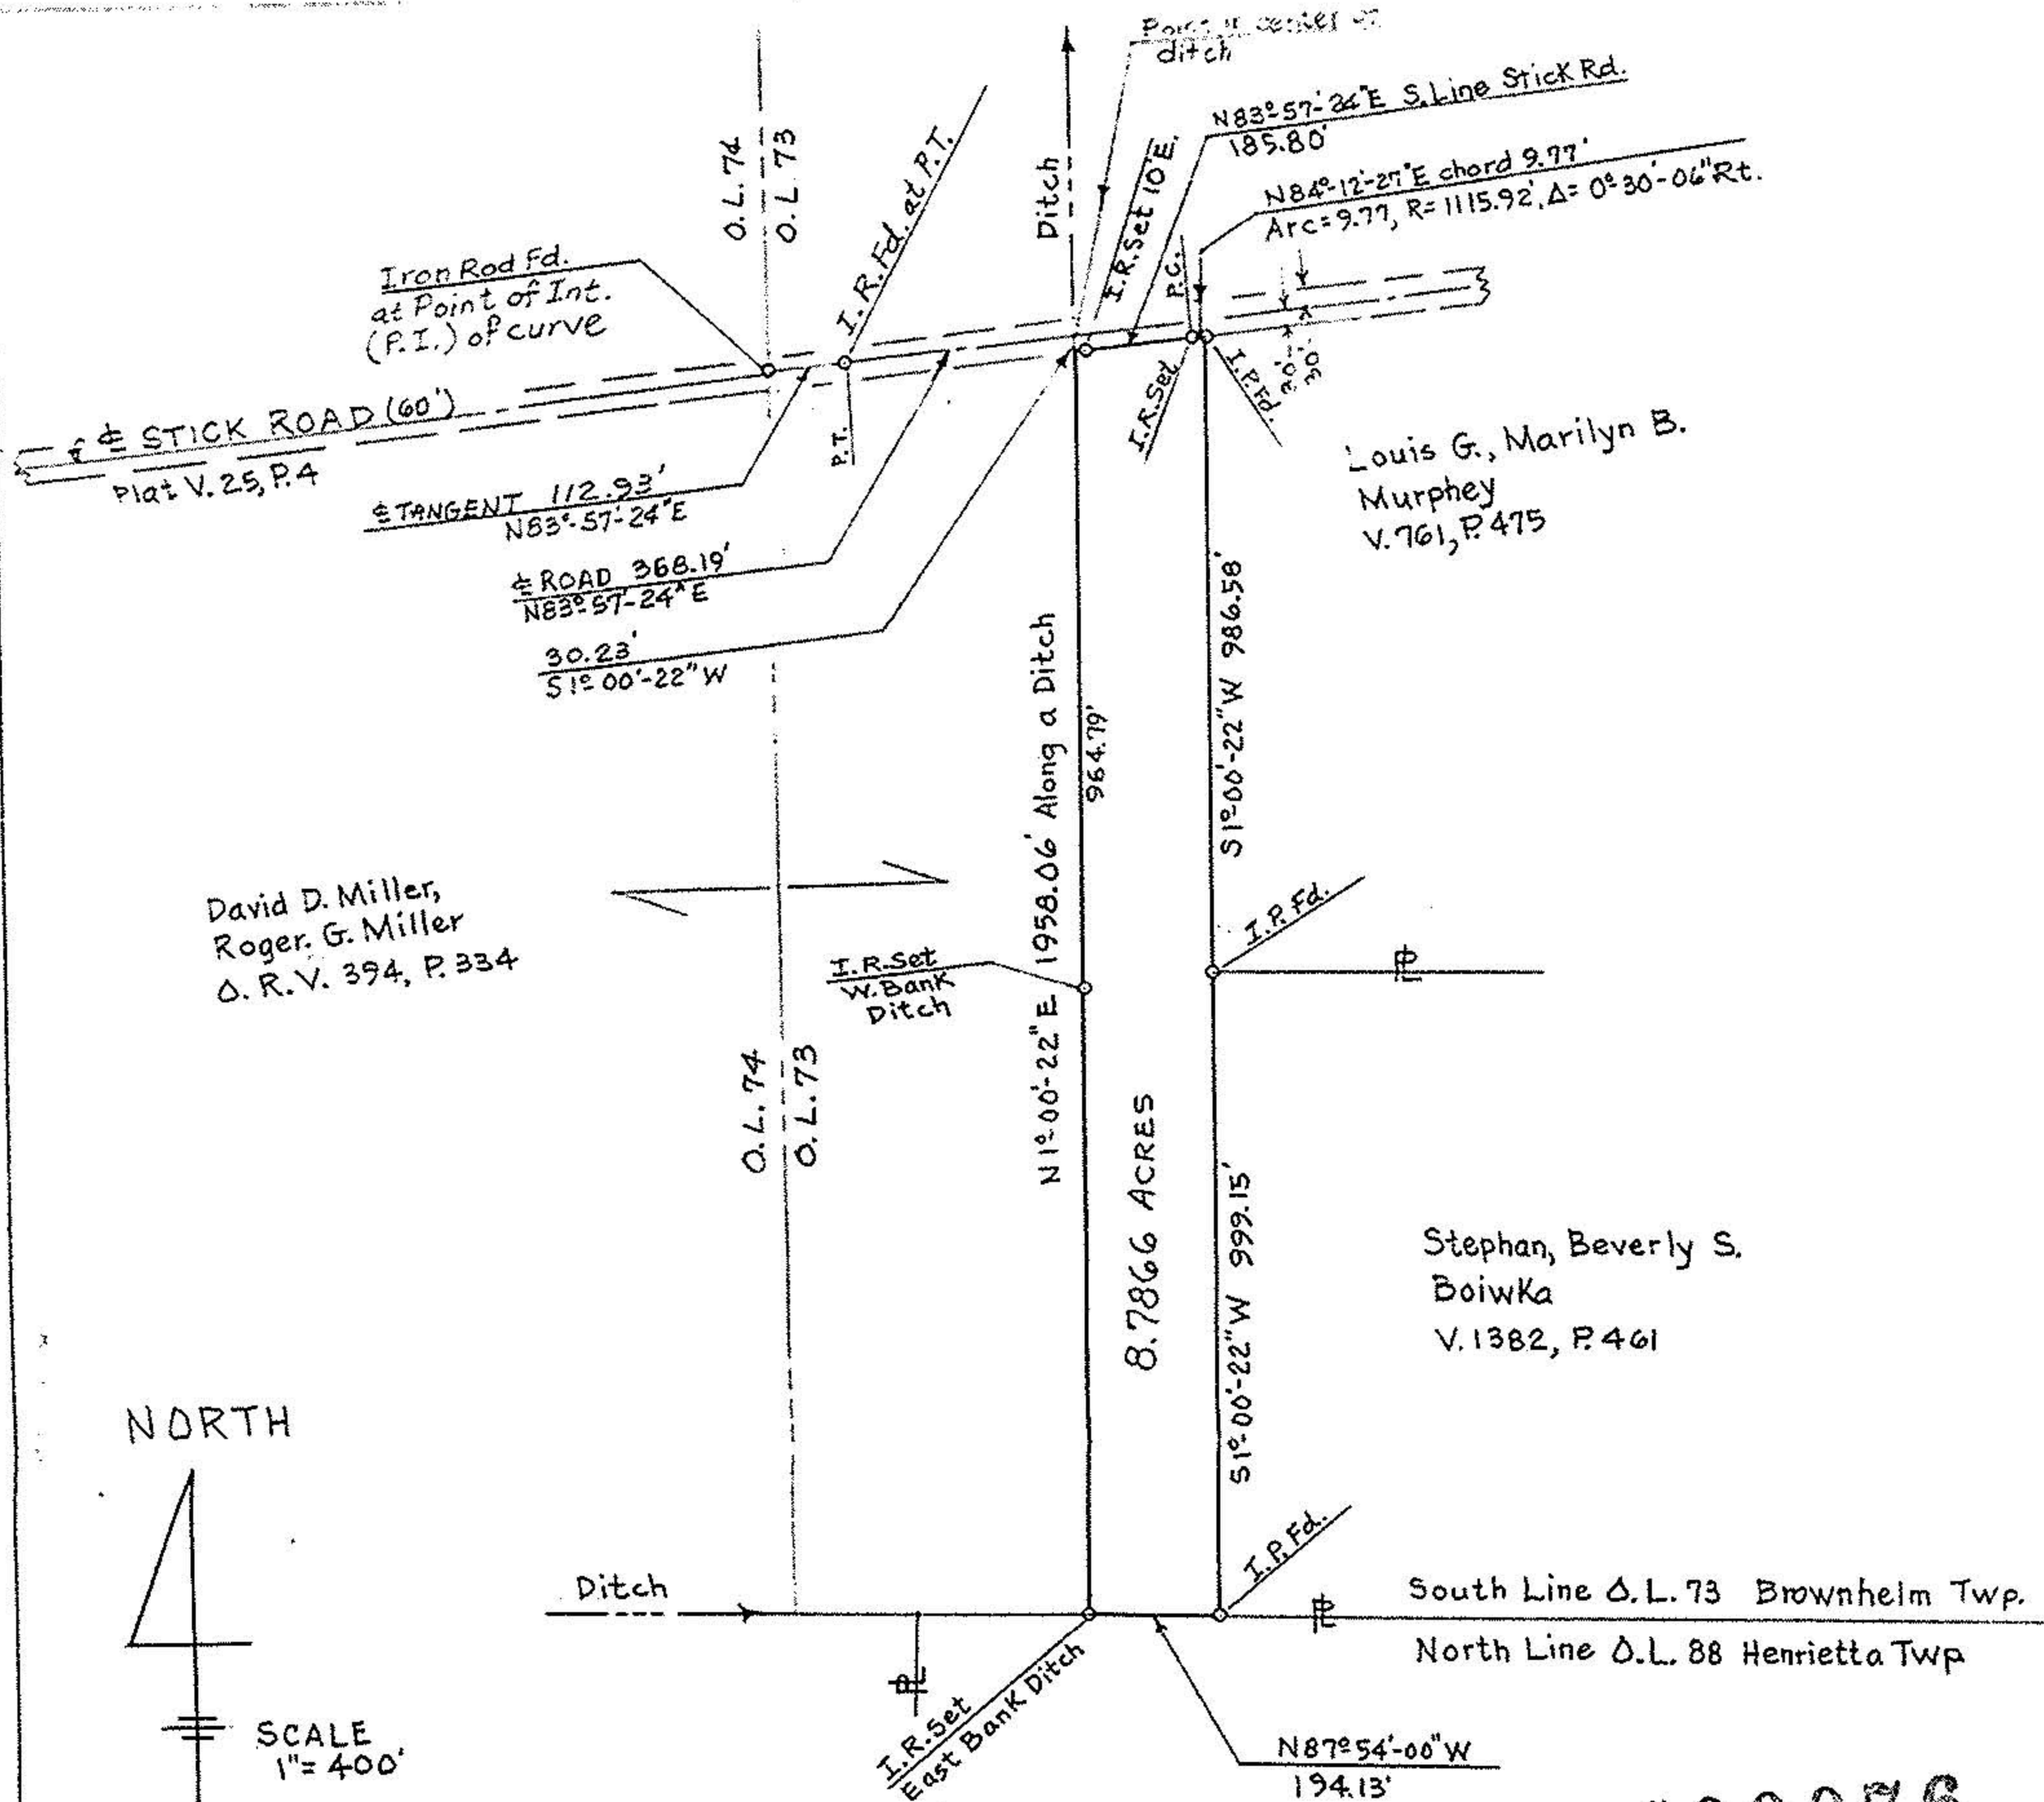 Point in center of
ditch
N83°-57'-24"E S. Line Stick Rd.
185.80'
N84°-12'-27"E chord 9.77'
Arc=9.77, R=1115.92', Δ=0°-30'-06"Rt.
O.L. 74
O.L. 73
I.R.Fd. at P.T.
Ditch
I.R.Set 10'E.
P.C.
Iron Rod Fd.
at Point of Int.
(P.I.) of curve
℄ STICK ROAD (60')
Plat V. 25, P. 4
P.T.
I.R.Set
I.P.Fd.
30'
30'
℄ TANGENT 112.93'
N83°-57'-24"E
℄ ROAD 368.19'
N83°-57'-24"E
30.23'
S1°-00'-22"W
Louis G., Marilyn B.
Murphey
V. 761, P. 475
N1°-00'-22"E 1958.06' Along a Ditch
964.79'
S1°-00'-22"W 986.58'
David D. Miller,
Roger. G. Miller
O. R. V. 394, P. 334
I.R.Set
W. Bank
Ditch
I.P. Fd.
PL
O.L. 74
O.L. 73
8.7866 ACRES
S1°-00'-22"W 999.15'
Stephan, Beverly S.
Boiwka
V. 1382, P. 461
NORTH
SCALE
1"= 400'
Ditch
PL
I.R.Set
East Bank Ditch
I.P. Fd.
PL
South Line O.L. 73 Brownhelm Twp.
North Line O.L. 88 Henrietta Twp
N87°54'-00"W
194.13'